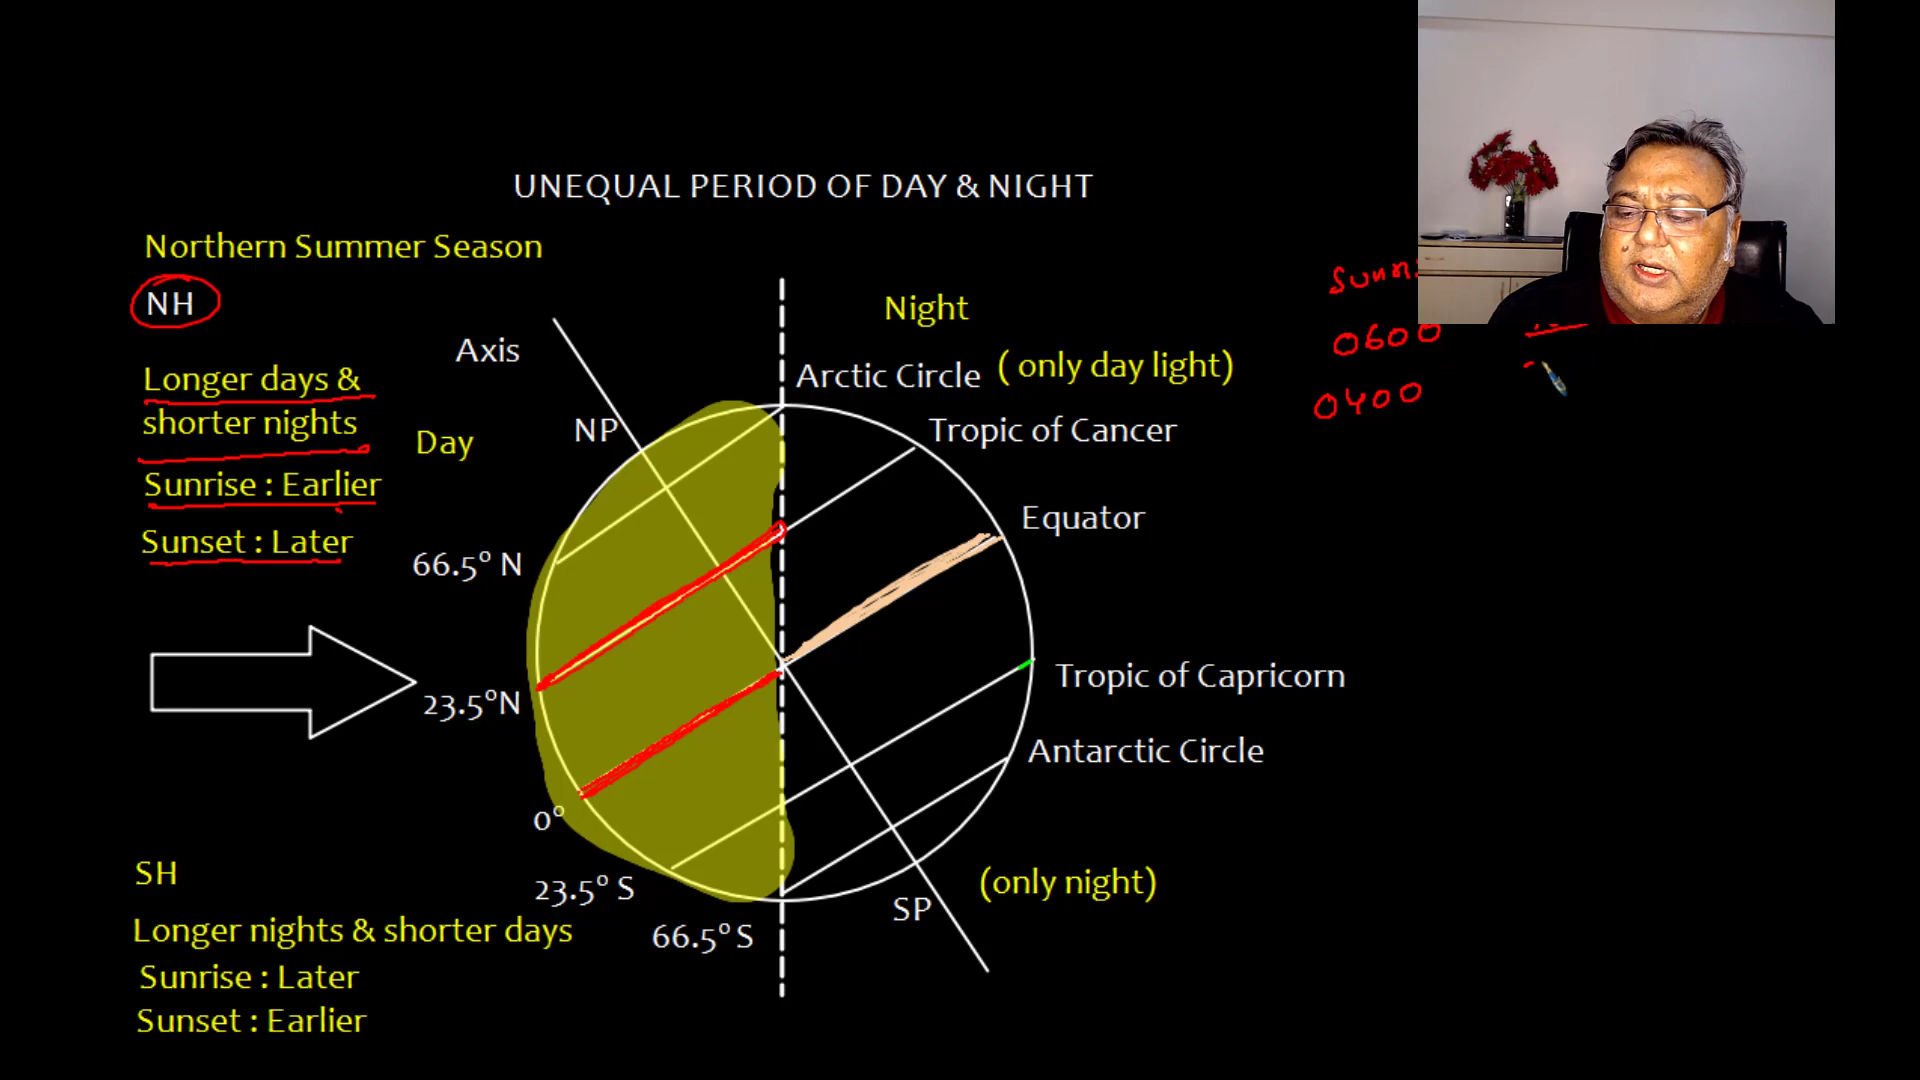 UNEQUAL PERIOD OF DAY & NIGHT
Northern Summer Season
NH
Longer days &
shorter nights
Sunrise : Earlier
Sunset : Later
Axis
NP
Day
Night
Arctic Circle ( only day light)
Tropic of Cancer
Equator
Tropic of Capricorn
Antarctic Circle
66.5° N
23.5°N
0°
23.5° S
66.5° S
SP
(only night)
SH
Longer nights & shorter days
Sunrise : Later
Sunset : Earlier
0600
0400